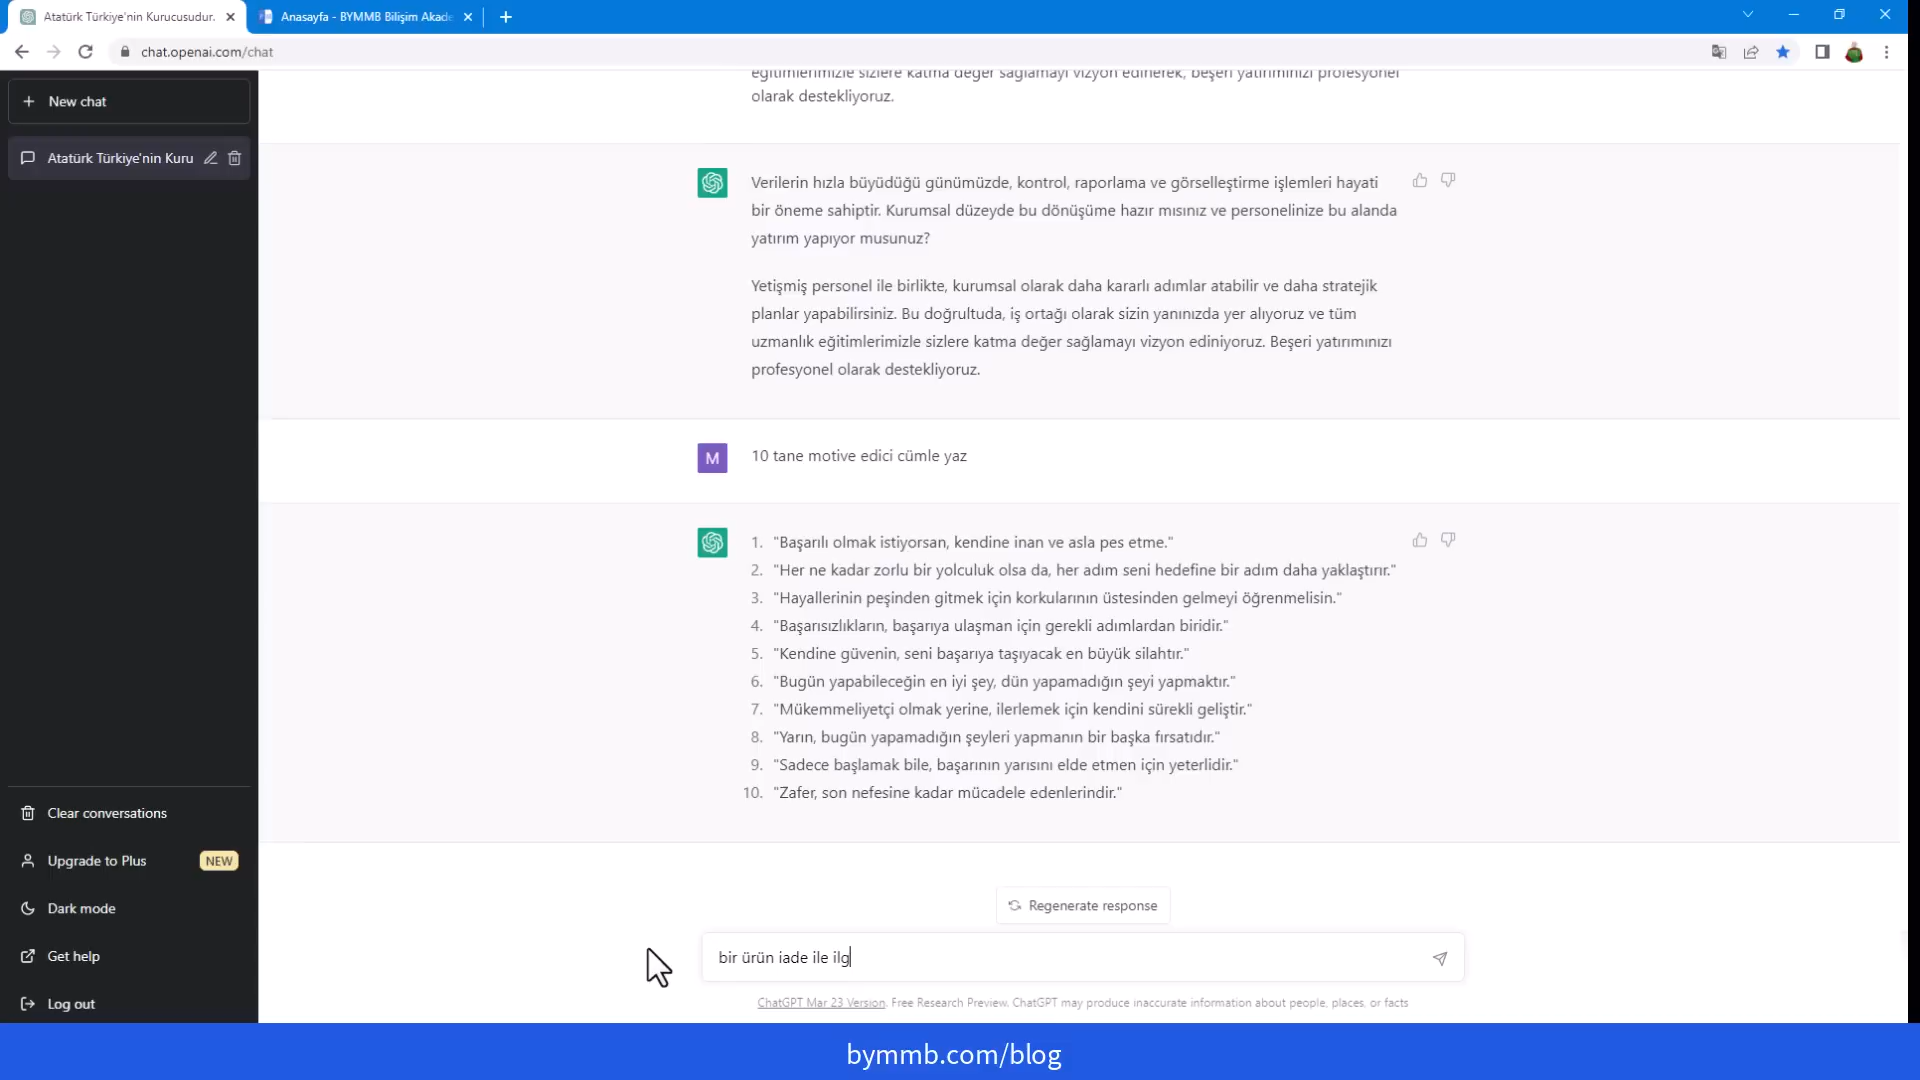 Atatürk Türkiye'nin Kurucusudur.
Anasayfa - BYMMB Bilişim Akade
chat.openai.com/chat
New chat
Atatürk Türkiye'nin Kuru
eğitimlerimizle sizlere katma değer sağlamayı vizyon edinerek, beşeri yatırımınızı profesyonel
olarak destekliyoruz.
Verilerin hızla büyüdüğü günümüzde, kontrol, raporlama ve görselleştirme işlemleri hayati
bir öneme sahiptir. Kurumsal düzeyde bu dönüşüme hazır mısınız ve personelinize bu alanda
yatırım yapıyor musunuz?
Yetişmiş personel ile birlikte, kurumsal olarak daha kararlı adımlar atabilir ve daha stratejik
planlar yapabilirsiniz. Bu doğrultuda, iş ortağı olarak sizin yanınızda yer alıyoruz ve tüm
uzmanlık eğitimlerimizle sizlere katma değer sağlamayı vizyon ediniyoruz. Beşeri yatırımınızı
profesyonel olarak destekliyoruz.
M
10 tane motive edici cümle yaz
1. "Başarılı olmak istiyorsan, kendine inan ve asla pes etme."
2. "Her ne kadar zorlu bir yolculuk olsa da, her adım seni hedefine bir adım daha yaklaştırır."
3. "Hayallerinin peşinden gitmek için korkularının üstesinden gelmeyi öğrenmelisin."
4. "Başarısızlıkların, başarıya ulaşman için gerekli adımlardan biridir."
5. "Kendine güvenin, seni başarıya taşıyacak en büyük silahtır."
6. "Bugün yapabileceğin en iyi şey, dün yapamadığın şeyi yapmaktır."
7. "Mükemmeliyetçi olmak yerine, ilerlemek için kendini sürekli geliştir."
8. "Yarın, bugün yapamadığın şeyleri yapmanın bir başka fırsatıdır."
9. "Sadece başlamak bile, başarının yarısını elde etmen için yeterlidir."
10. "Zafer, son nefesine kadar mücadele edenlerindir."
Clear conversations
Upgrade to Plus NEW
Dark mode
Get help
Log out
Regenerate response
bir ürün iade ile ilg
ChatGPT Mar 23 Version. Free Research Preview. ChatGPT may produce inaccurate information about people, places, or facts
bymmb.com/blog